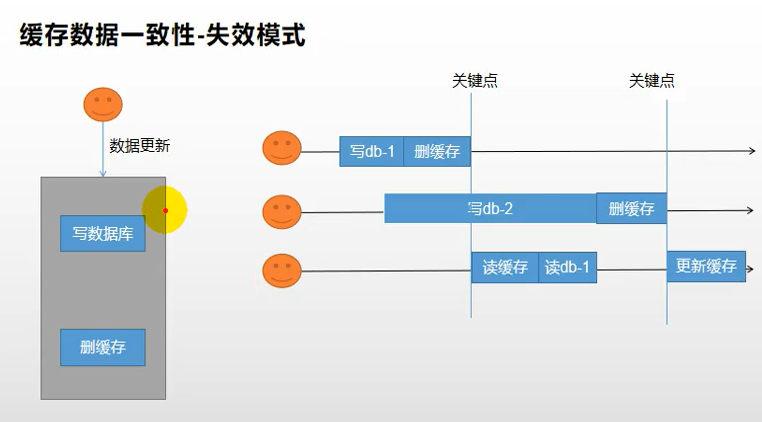 缓存数据一致性-失效模式
数据更新
写数据库
删缓存
关键点
关键点
写db-1
删缓存
写db-2
删缓存
读缓存
读db-1
更新缓存